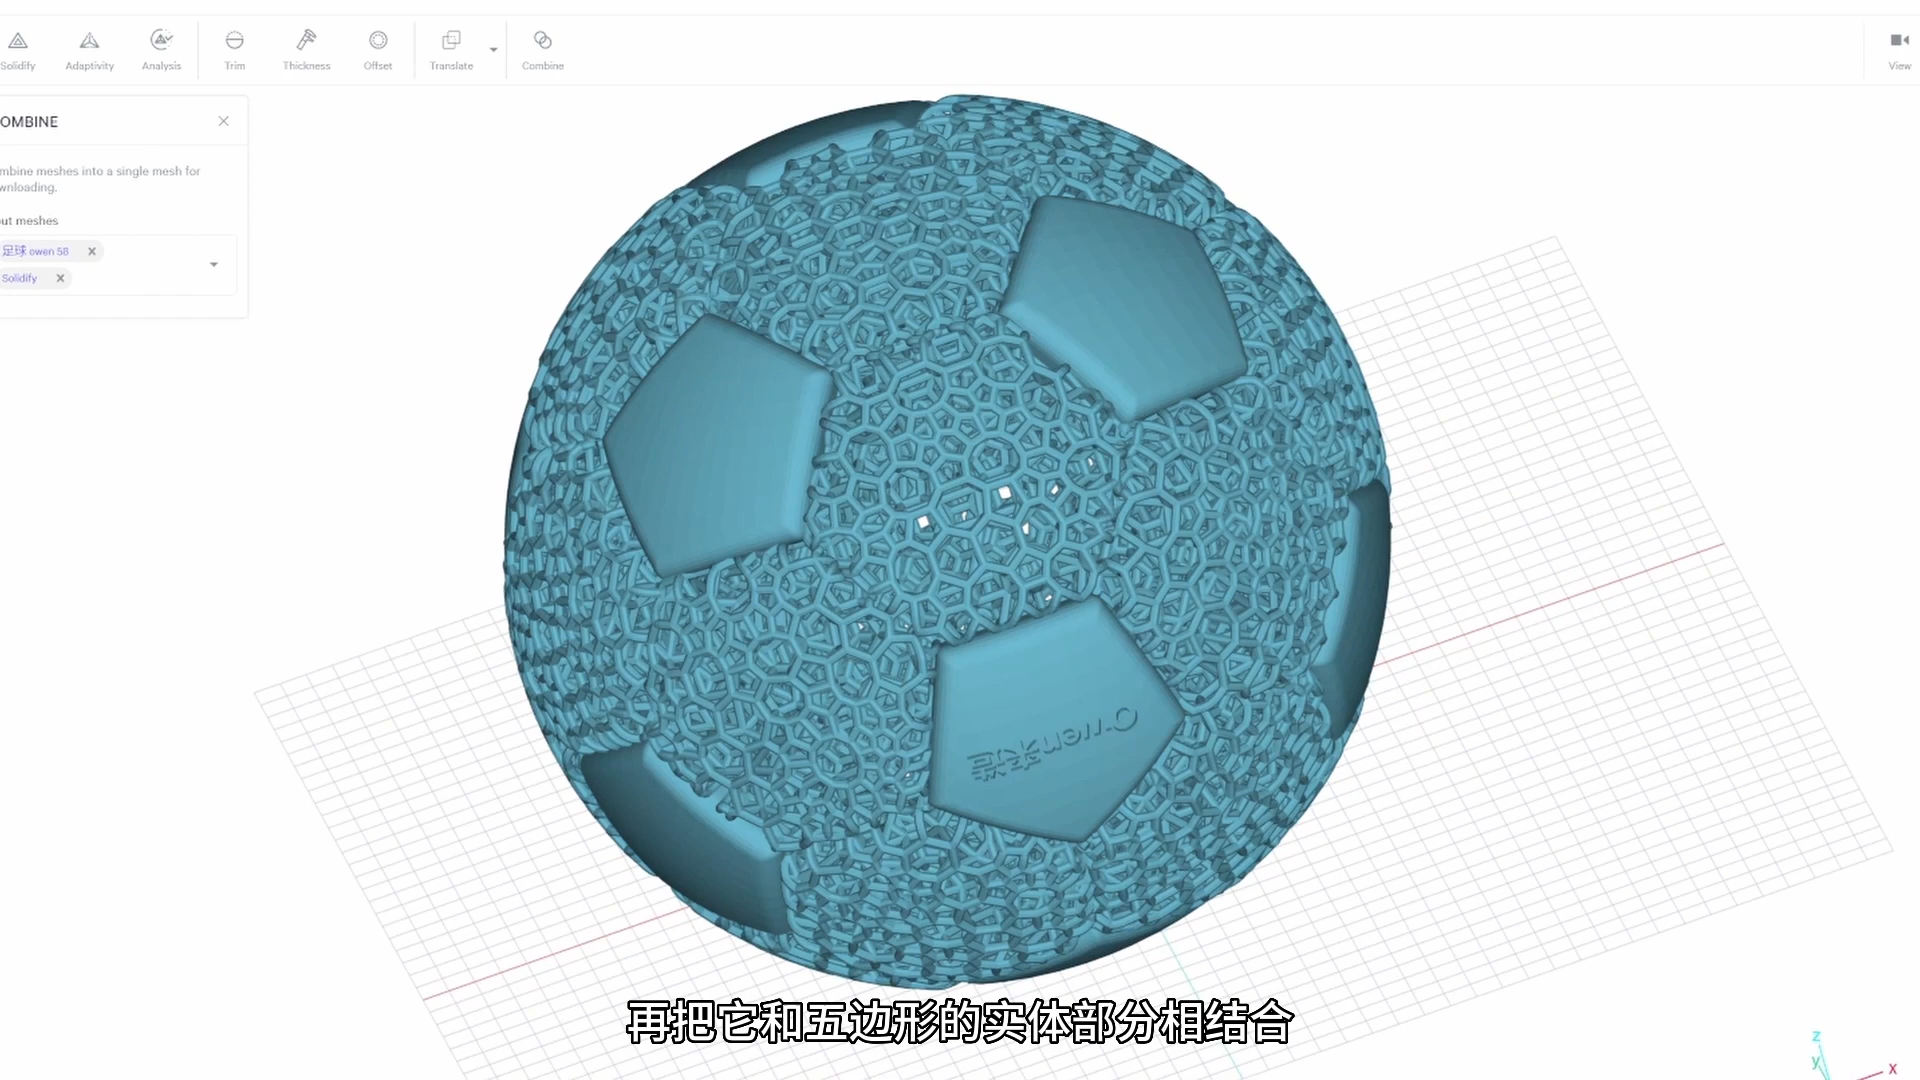 Solidify
Adaptivity
Analysis
Trim
Thickness
Offset
Translate
Combine
View
OMBINE
mbine meshes into a single mesh for
wnloading.
ut meshes
足球 owen 58
Solidify
Owen
再把它和五边形的实体部分相结合
z
y
x